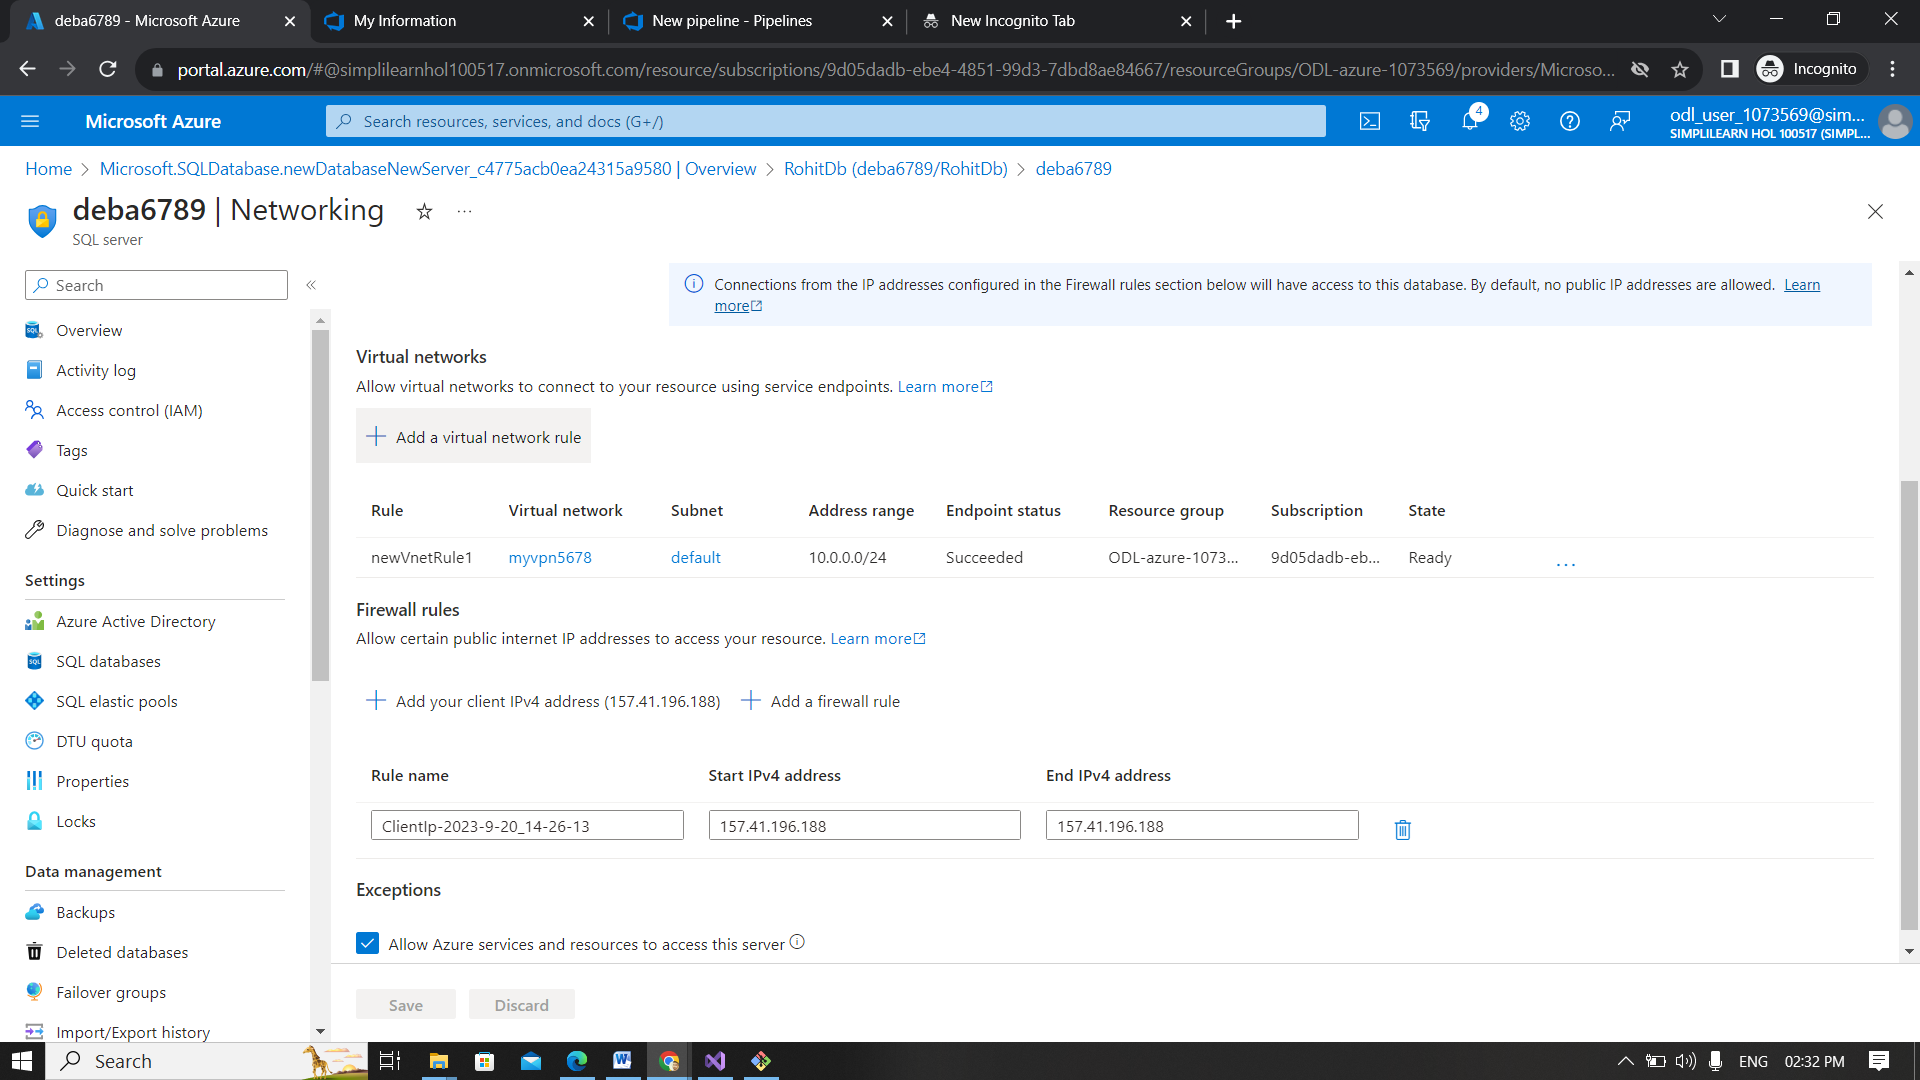 deba6789 - Microsoft Azure
My Information
New pipeline - Pipelines
New Incognito Tab
portal.azure.com/#@simplilearnhol100517.onmicrosoft.com/resource/subscriptions/9d05dadb-ebe4-4851-99d3-7dbd8ae84667/resourceGroups/ODL-azure-1073569/providers/Microso...
Incognito
Microsoft Azure
Search resources, services, and docs (G+/)
4
odl_user_1073569@sim...
SIMPLILEARN HOL 100517 (SIMPL...
Home > Microsoft.SQLDatabase.newDatabaseNewServer_c4775acb0ea24315a9580 | Overview > RohitDb (deba6789/RohitDb) > deba6789
deba6789 | Networking
SQL server
Search
Overview
Activity log
Access control (IAM)
Tags
Quick start
Diagnose and solve problems
Settings
Azure Active Directory
SQL databases
SQL elastic pools
DTU quota
Properties
Locks
Data management
Backups
Deleted databases
Failover groups
Import/Export history
Connections from the IP addresses configured in the Firewall rules section below will have access to this database. By default, no public IP addresses are allowed. Learn
more
Virtual networks
Allow virtual networks to connect to your resource using service endpoints. Learn more
Add a virtual network rule
Rule Virtual network Subnet Address range Endpoint status Resource group Subscription State
newVnetRule1 myvpn5678 default 10.0.0.0/24 Succeeded ODL-azure-1073... 9d05dadb-eb... Ready ...
Firewall rules
Allow certain public internet IP addresses to access your resource. Learn more
Add your client IPv4 address (157.41.196.188) Add a firewall rule
Rule name Start IPv4 address End IPv4 address
ClientIp-2023-9-20_14-26-13 157.41.196.188 157.41.196.188
Exceptions
Allow Azure services and resources to access this server
Save Discard
Search
ENG 02:32 PM